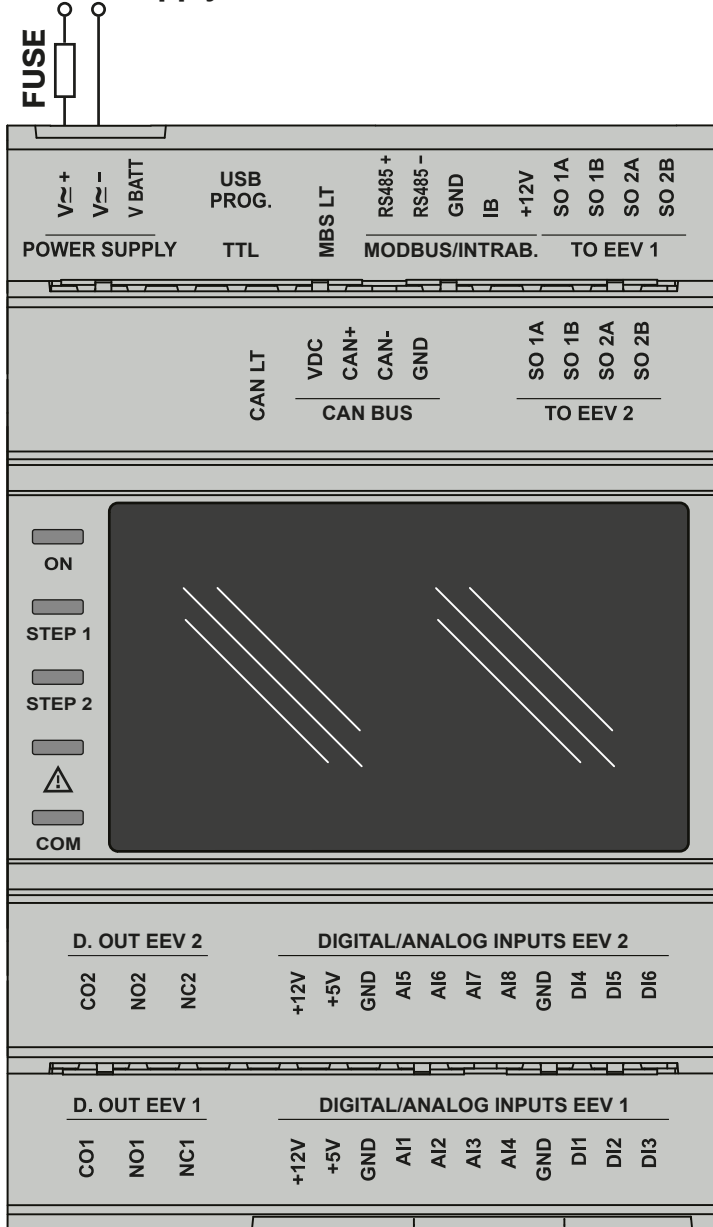 FUSE
V≂ +
V≂ -
V BATT
POWER SUPPLY
USB
PROG.
TTL
MBS LT
RS485 +
RS485 -
GND
IB
+12V
MODBUS/INTRAB.
SO 1A
SO 1B
SO 2A
SO 2B
TO EEV 1
CAN LT
VDC
CAN+
CAN-
GND
CAN BUS
SO 1A
SO 1B
SO 2A
SO 2B
TO EEV 2
ON
STEP 1
STEP 2
COM
D. OUT EEV 2
CO2
NO2
NC2
DIGITAL/ANALOG INPUTS EEV 2
+12V
+5V
GND
AI5
AI6
AI7
AI8
GND
DI4
DI5
DI6
D. OUT EEV 1
CO1
NO1
NC1
DIGITAL/ANALOG INPUTS EEV 1
+12V
+5V
GND
AI1
AI2
AI3
AI4
GND
DI1
DI2
DI3